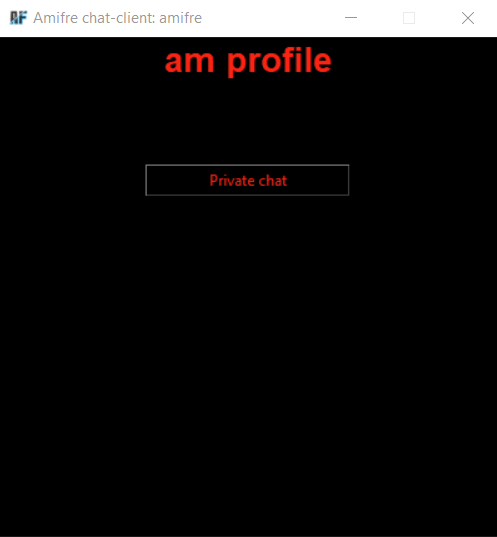 AF Amifre chat-client: amifre
am profile
Private chat